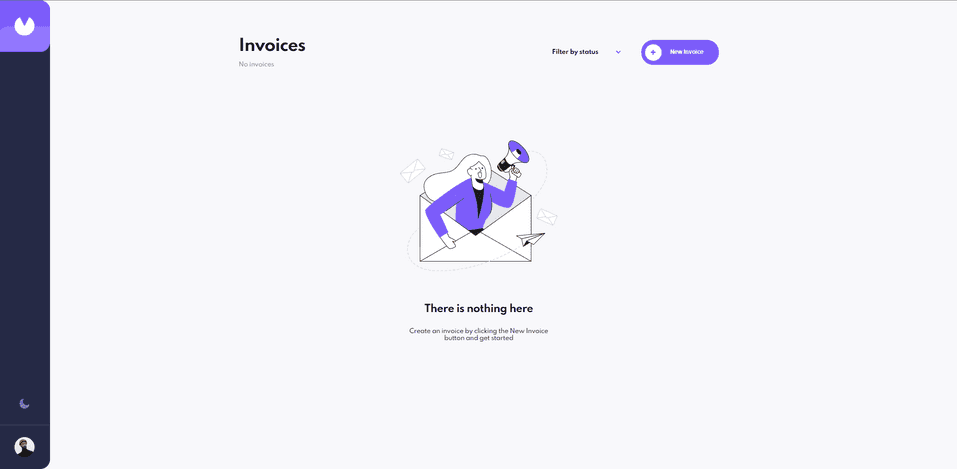 Invoices
No invoices
Filter by status
New Invoice
There is nothing here
Create an invoice by clicking the New Invoice
button and get started